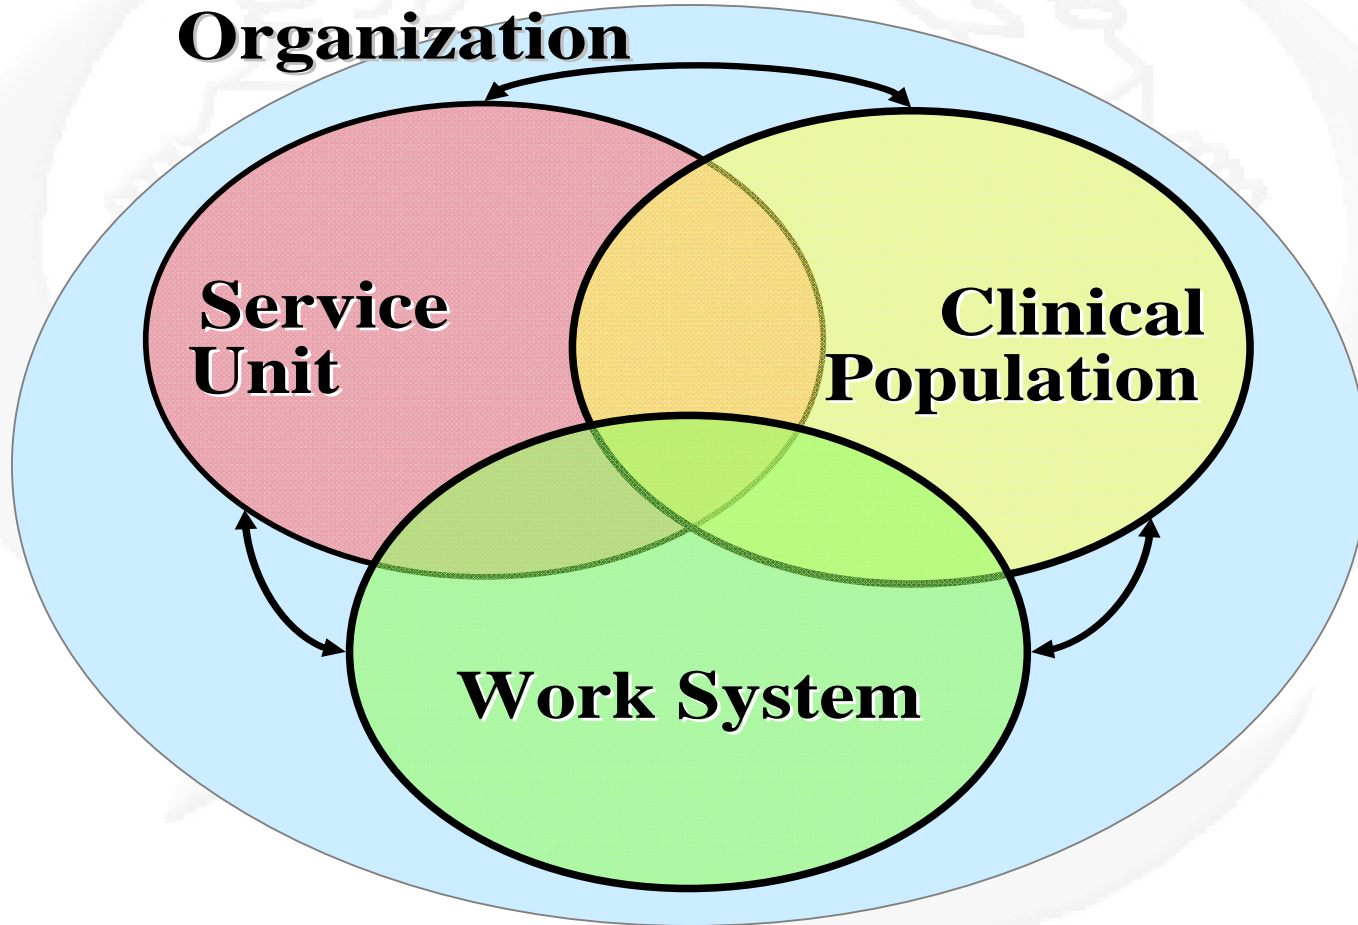 Organization
Service
Unit
Clinical
Population
Work System